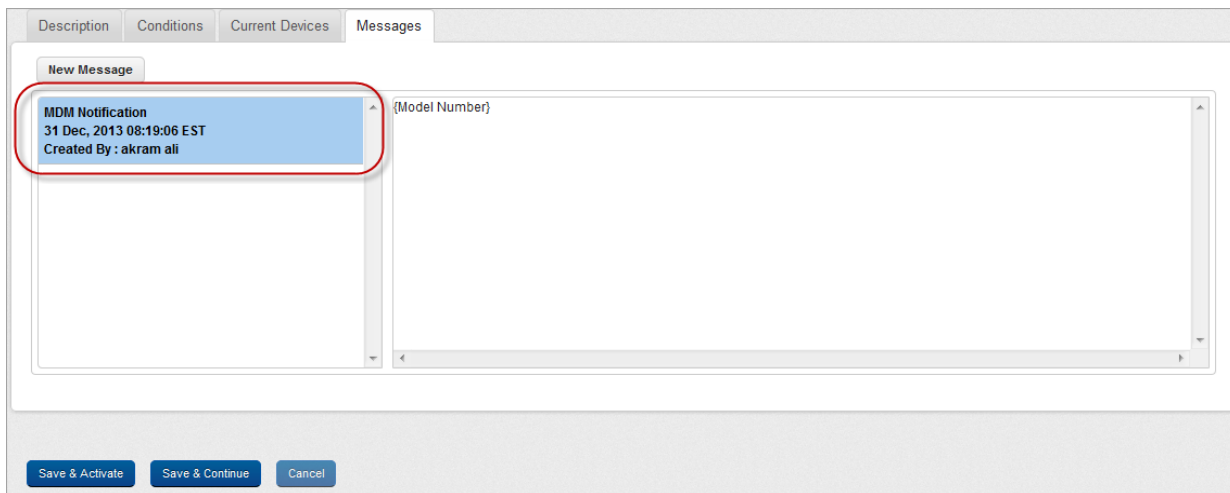 Description Conditions Current Devices Messages
New Message
MDM Notification
31 Dec, 2013 08:19:06 EST
Created By : akram ali
{Model Number}
Save & Activate Save & Continue Cancel